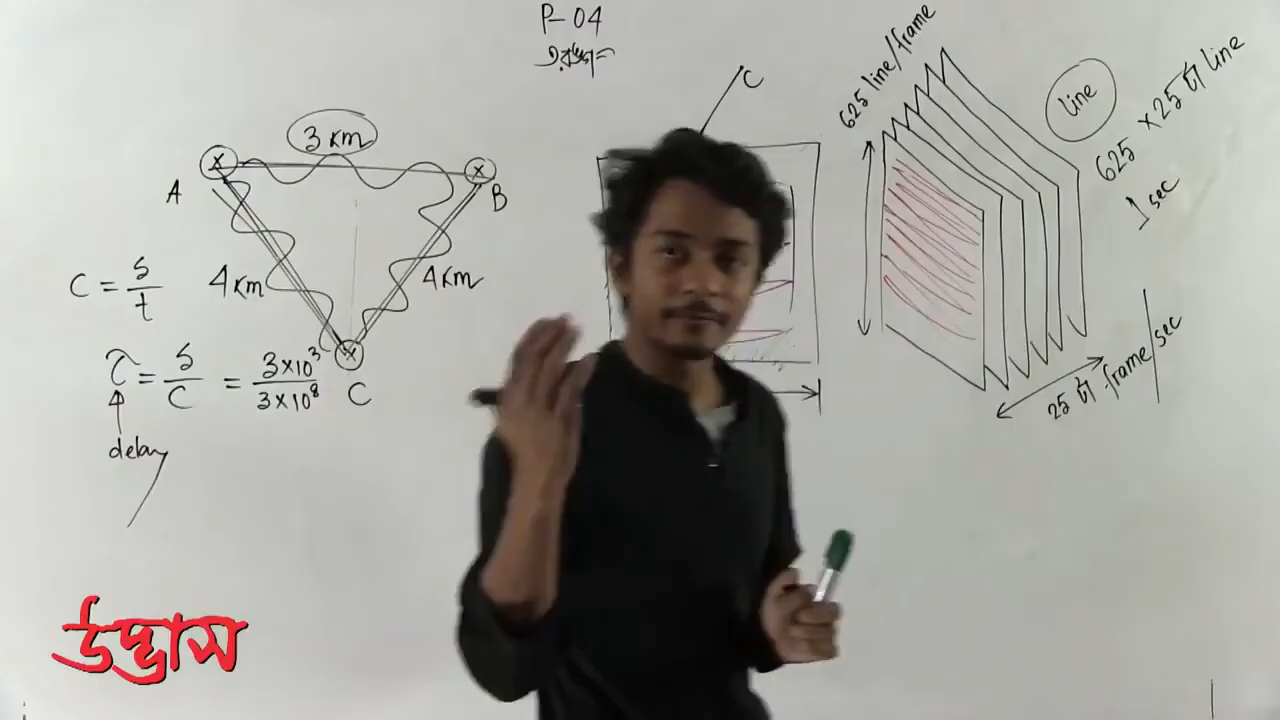 P-04
3 Km
A
B
4 Km
4 Km
C
C = s/t
τ = s/C = 3×10³/3×10⁸
delay
C
625 line/frame
line
625 ×25 টা line
1 sec
25 টা frame/sec
উদ্ভাস